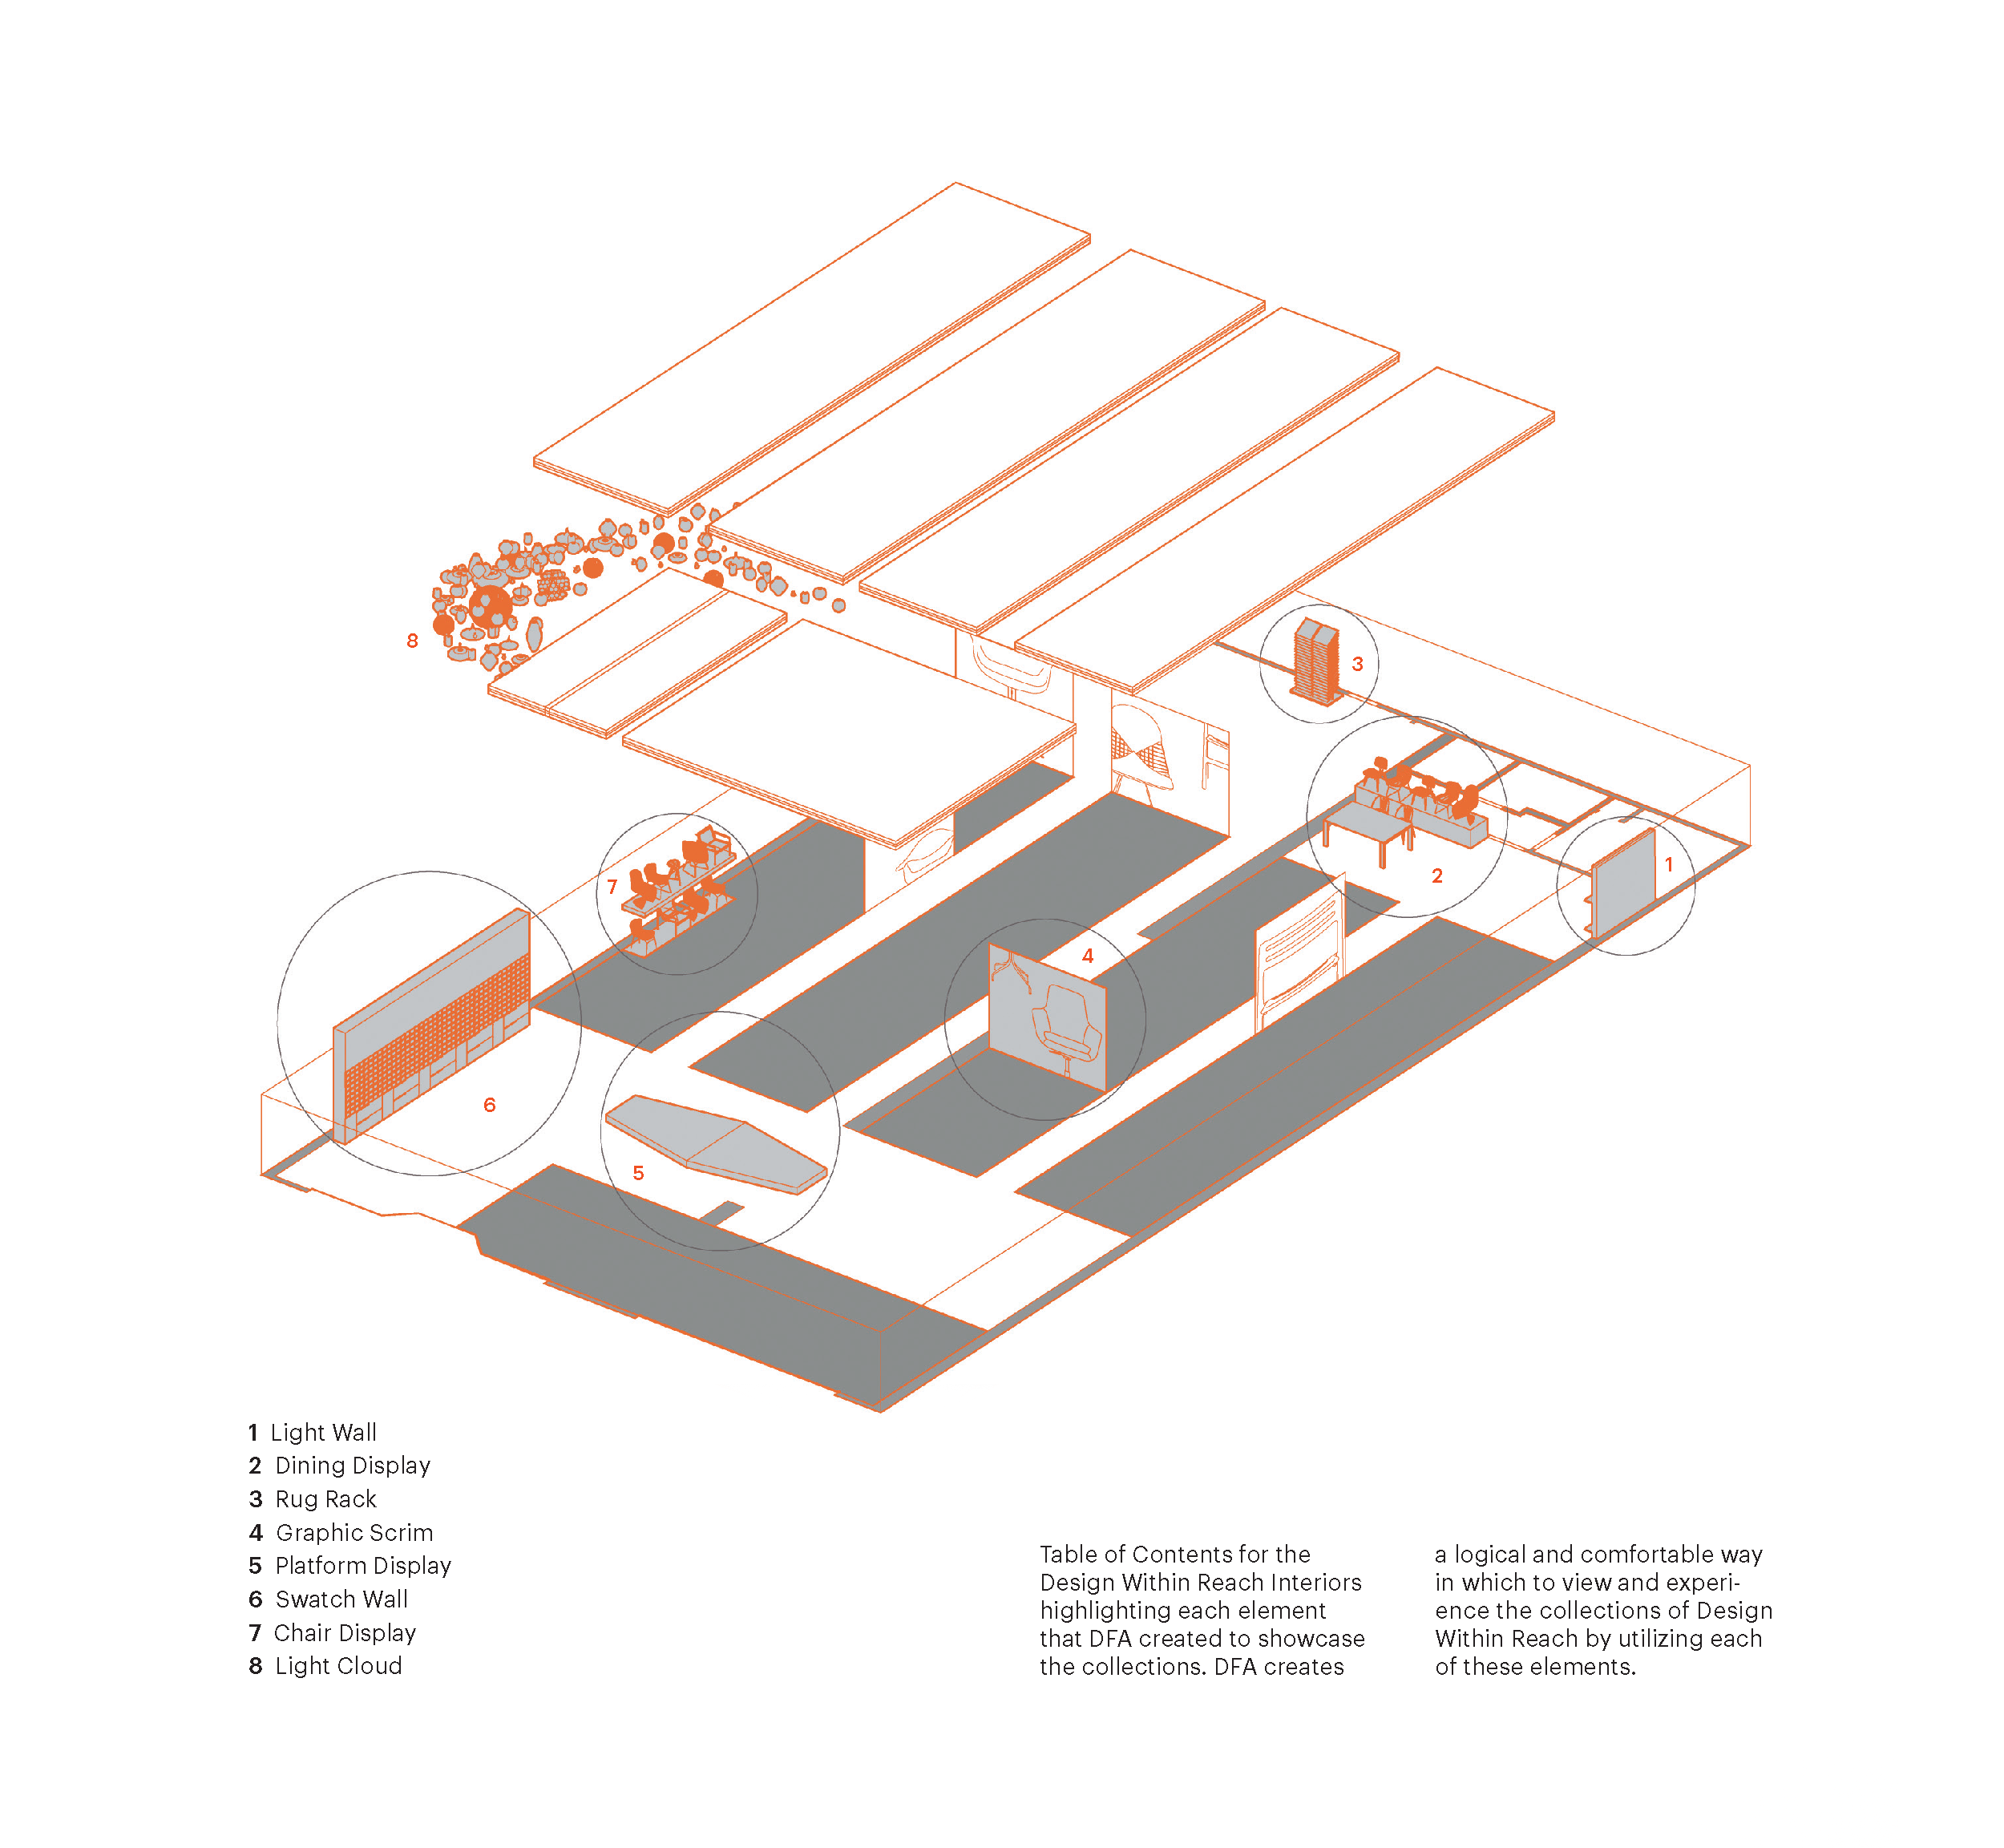 8
3
2
1
7
4
6
5
1 Light Wall
2 Dining Display
3 Rug Rack
4 Graphic Scrim
5 Platform Display
6 Swatch Wall
7 Chair Display
8 Light Cloud
Table of Contents for the
Design Within Reach Interiors
highlighting each element
that DFA created to showcase
the collections. DFA creates
a logical and comfortable way
in which to view and experi-
ence the collections of Design
Within Reach by utilizing each
of these elements.